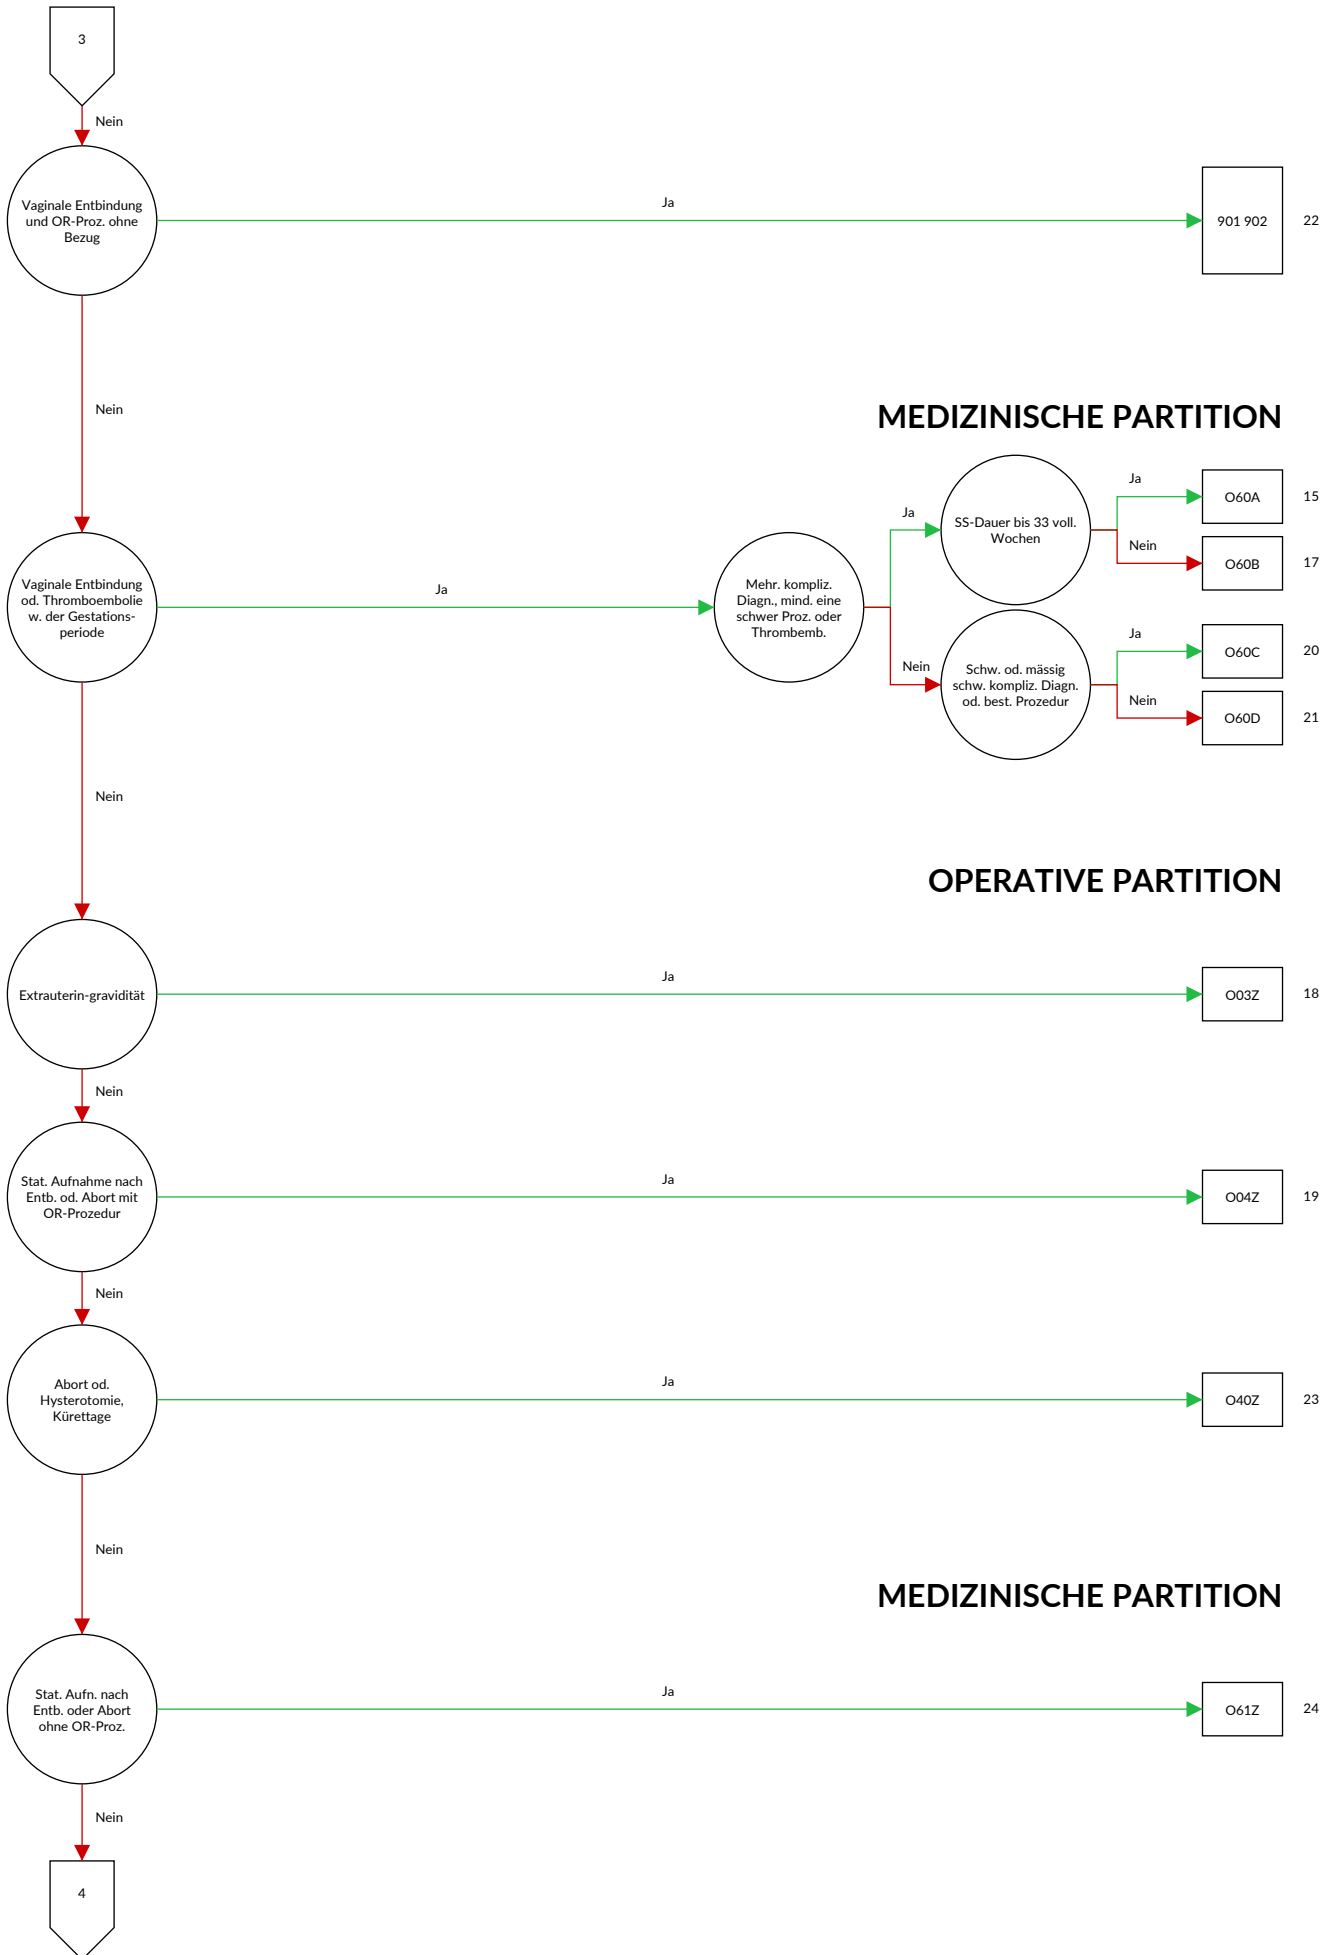 3
Nein
Vaginale Entbindung
und OR-Proz. ohne
Bezug
Ja
901 902
22
Nein
MEDIZINISCHE PARTITION
Vaginale Entbindung
od. Thromboembolie
w. der Gestations-
periode
Ja
Mehr. kompliz.
Diagn., mind. eine
schwer Proz. oder
Thrombemb.
Ja
SS-Dauer bis 33 voll.
Wochen
Ja
O60A
15
Nein
O60B
17
Nein
Schw. od. mässig
schw. kompliz. Diagn.
od. best. Prozedur
Ja
O60C
20
Nein
O60D
21
Nein
OPERATIVE PARTITION
Extrauterin-gravidität
Ja
O03Z
18
Nein
Stat. Aufnahme nach
Entb. od. Abort mit
OR-Prozedur
Ja
O04Z
19
Nein
Abort od.
Hysterotomie,
Kürettage
Ja
O40Z
23
Nein
MEDIZINISCHE PARTITION
Stat. Aufn. nach
Entb. oder Abort
ohne OR-Proz.
Ja
O61Z
24
Nein
4